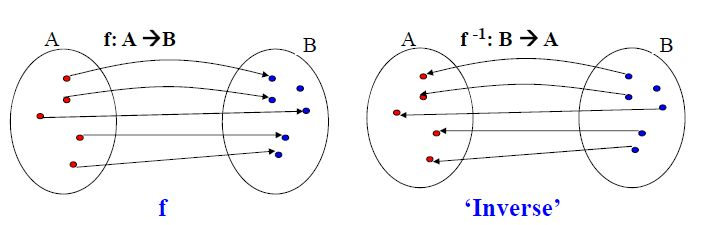 A f: A →B B
f
A f -1: B → A B
‘Inverse’